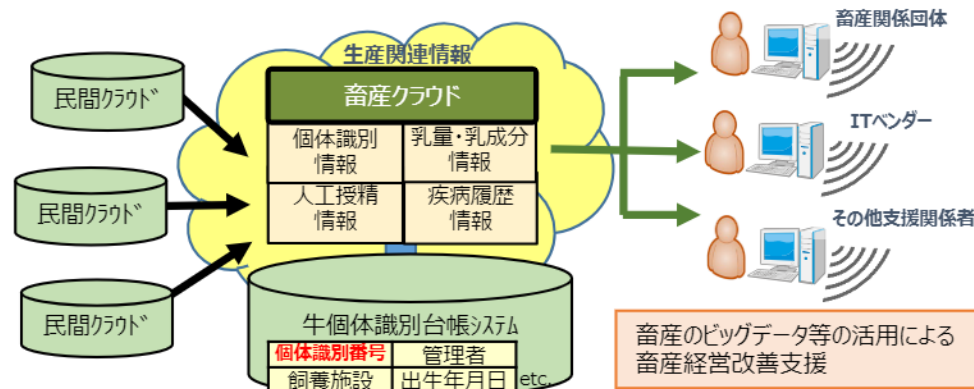 生産関連情報
畜産クラウド
民間クラウド
民間クラウド
民間クラウド
個体識別
情報
乳量・乳成分
情報
人工授精
情報
疾病履歴
情報
牛個体識別台帳システム
個体識別番号
管理者
飼養施設
出生年月日
etc.
畜産関係団体
ITベンダー
その他支援関係者
畜産のビッグデータ等の活用による
畜産経営改善支援